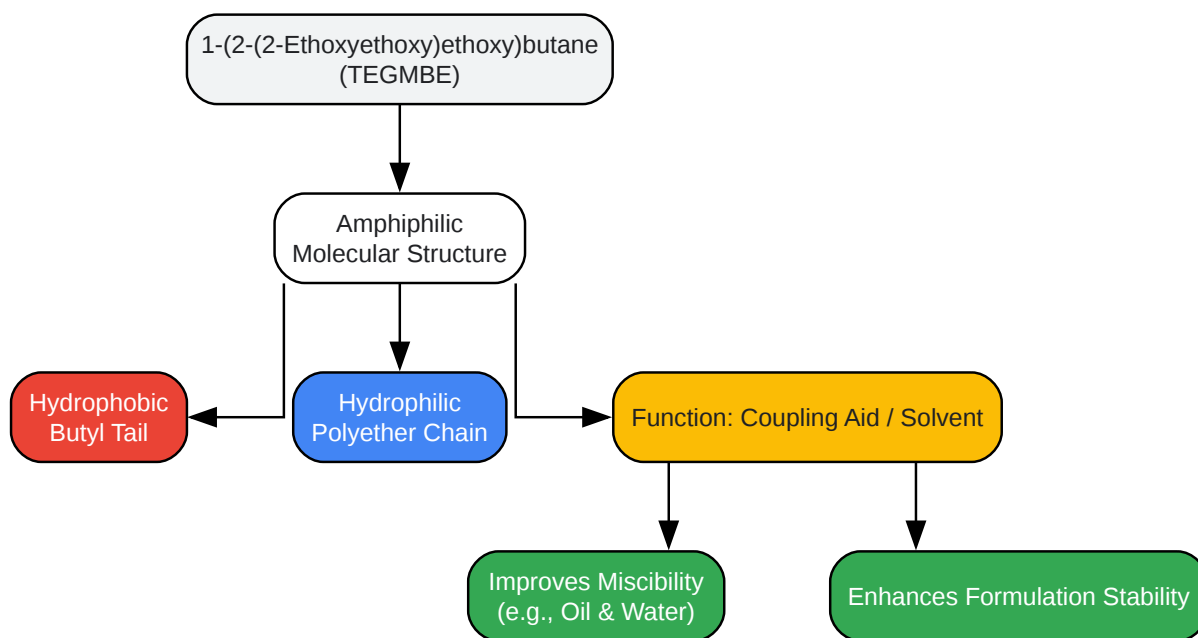 1-(2-(2-Ethoxyethoxy)ethoxy)butane
(TEGMBE)
Amphiphilic
Molecular Structure
Hydrophobic
Butyl Tail
Hydrophilic
Polyether Chain
Function: Coupling Aid / Solvent
Improves Miscibility
(e.g., Oil & Water)
Enhances Formulation Stability